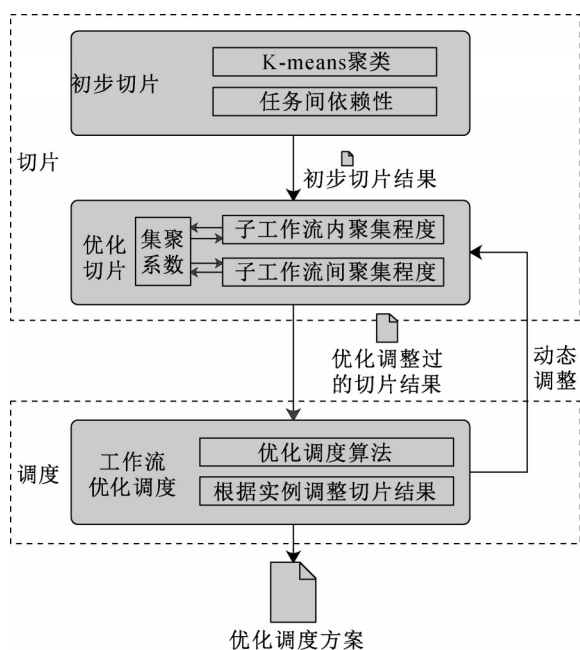 初步切片
K-means聚类
任务间依赖性
切片
初步切片结果
优化
切片
集聚
系数
子工作流内聚集程度
子工作流间聚集程度
优化调整过
的切片结果
动态
调整
调度
工作流
优化调度
优化调度算法
根据实例调整切片结果
优化调度方案